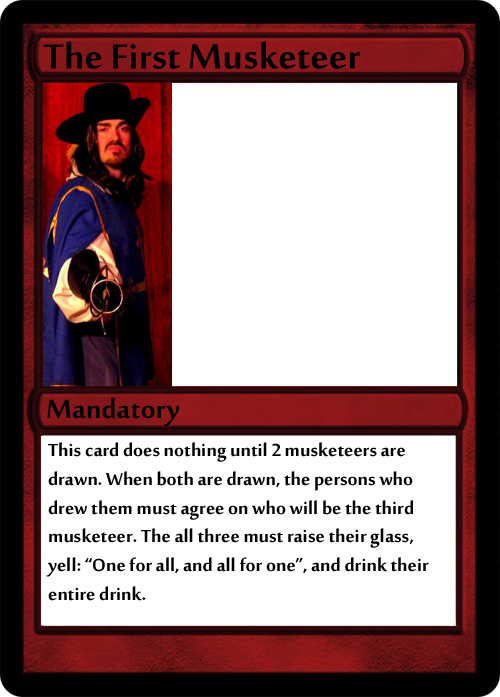 The First Musketeer
Mandatory
This card does nothing until 2 musketeers are
drawn. When both are drawn, the persons who
drew them must agree on who will be the third
musketeer. The all three must raise their glass,
yell: “One for all, and all for one”, and drink their
entire drink.